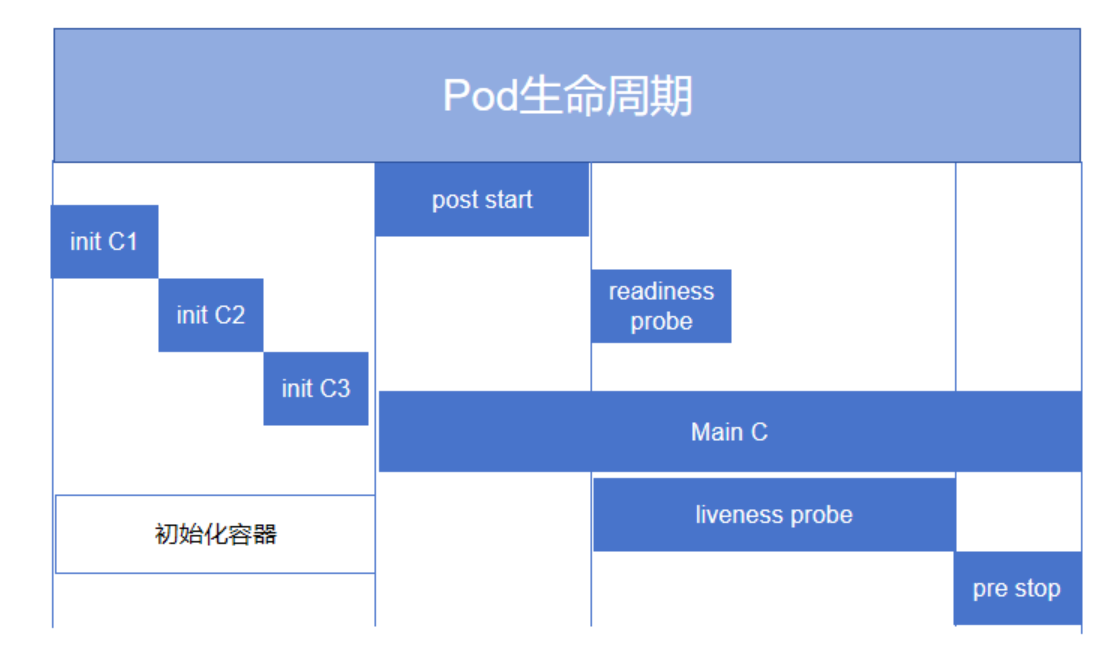 Pod生命周期
post start
init C1
readiness
probe
init C2
init C3
Main C
liveness probe
初始化容器
pre stop